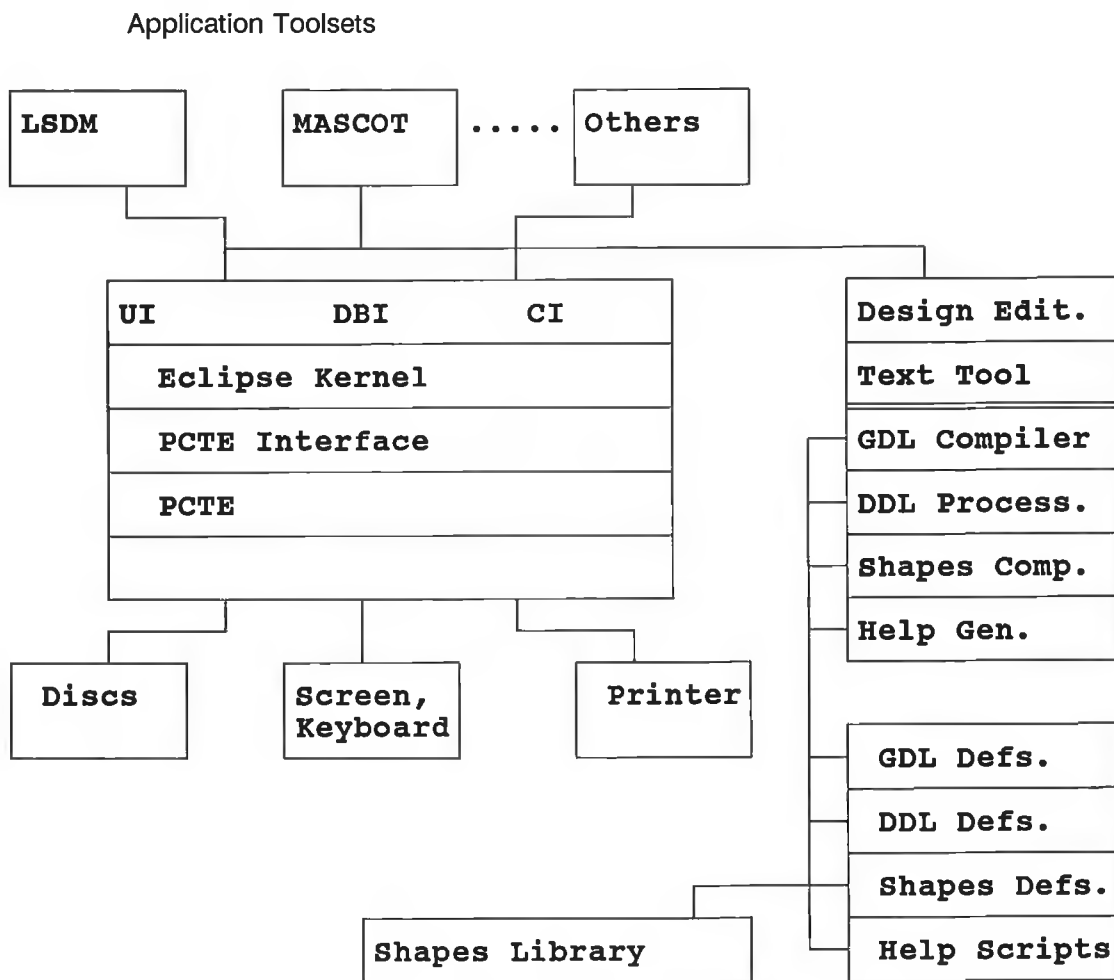 Application Toolsets
LSDM
MASCOT
..... Others
UI DBI CI
Eclipse Kernel
PCTE Interface
PCTE
Discs
Screen,
Keyboard
Printer
Design Edit.
Text Tool
GDL Compiler
DDL Process.
Shapes Comp.
Help Gen.
GDL Defs.
DDL Defs.
Shapes Defs.
Help Scripts
Shapes Library